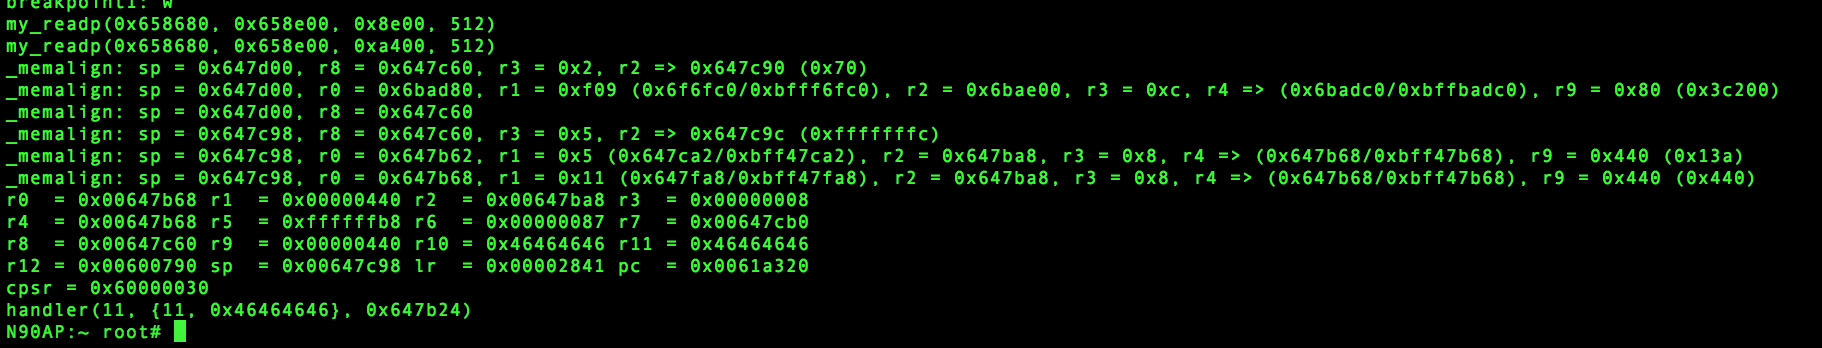 breakpoint1: W
my_readp(0x658680, 0x658e00, 0x8e00, 512)
my_readp(0x658680, 0x658e00, 0xa400, 512)
_memalign: sp = 0x647d00, r8 = 0x647c60, r3 = 0x2, r2 => 0x647c90 (0x70)
_memalign: sp = 0x647d00, r0 = 0x6bad80, r1 = 0xf09 (0x6f6fc0/0xbfff6fc0), r2 = 0x6bae00, r3 = 0xc, r4 => (0x6badc0/0xbffbadc0), r9 = 0x80 (0x3c200)
_memalign: sp = 0x647d00, r8 = 0x647c60
_memalign: sp = 0x647c98, r8 = 0x647c60, r3 = 0x5, r2 => 0x647c9c (0xfffffffc)
_memalign: sp = 0x647c98, r0 = 0x647b62, r1 = 0x5 (0x647ca2/0xbff47ca2), r2 = 0x647ba8, r3 = 0x8, r4 => (0x647b68/0xbff47b68), r9 = 0x440 (0x13a)
_memalign: sp = 0x647c98, r0 = 0x647b68, r1 = 0x11 (0x647fa8/0xbff47fa8), r2 = 0x647ba8, r3 = 0x8, r4 => (0x647b68/0xbff47b68), r9 = 0x440 (0x440)
r0  = 0x00647b68 r1  = 0x00000440 r2  = 0x00647ba8 r3  = 0x00000008
r4  = 0x00647b68 r5  = 0xffffffb8 r6  = 0x00000087 r7  = 0x00647cb0
r8  = 0x00647c60 r9  = 0x00000440 r10 = 0x46464646 r11 = 0x46464646
r12 = 0x00600790 sp  = 0x00647c98 lr  = 0x00002841 pc  = 0x0061a320
cpsr = 0x60000030
handler(11, {11, 0x46464646}, 0x647b24)
N90AP:~ root#